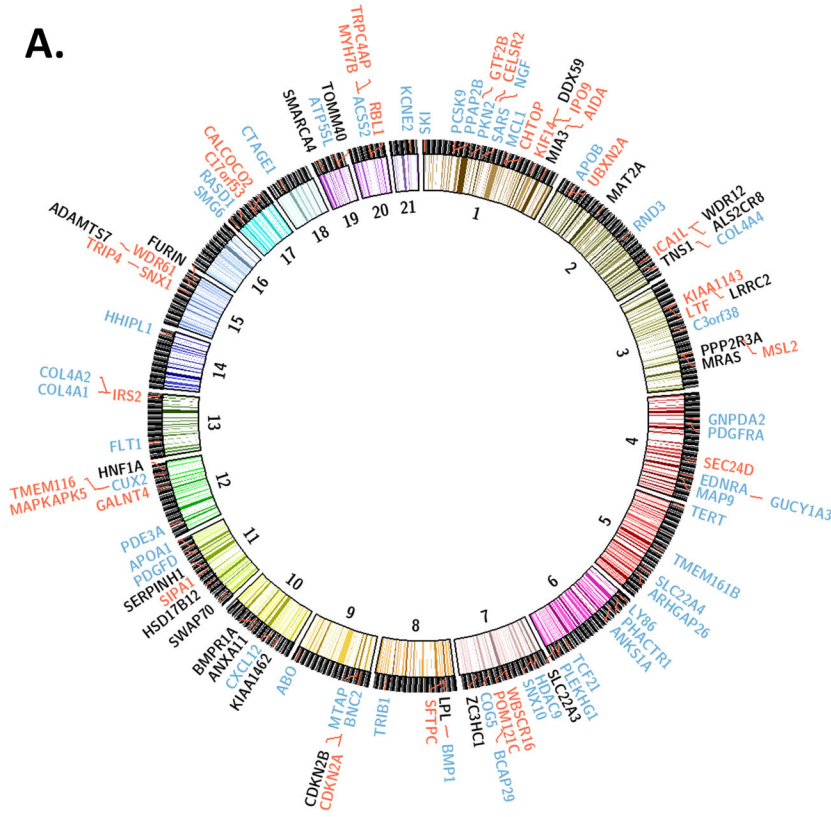 A.
SKI
PCSK9
PPAP2B
PKN2
GTF2B
CELSR2
SARS
NGF
MCL1
CHTOP
KIF14
DDX59
IPO9
MIA3
AIDA
APOB
UBXN2A
MAT2A
RND3
ICA1L
WDR12
ALS2CR8
TNS1
COL4A4
KIAA1143
LTF
LRRC2
C3orf38
PPP2R3A
MSL2
MRAS
GNPDA2
PDGFRA
SEC24D
EDNRA
MAP9
GUCY1A3
TERT
TMEM161B
SLC22A4
ARHGAP26
LY86
PHACTR1
ANKS1A
TCF21
PLEKHG1
SLC22A3
HDAC9
SNX10
WBSCR16
POM121C
COG5
BCAP29
ZC3HC1
LPL
BMP1
SFTPC
TRIB1
BNC2
MTAP
CDKN2A
CDKN2B
ABO
KIAA1462
CXCL12
ANXA11
BMPR1A
SWAP70
HSD17B12
SIPA1
SERPINH1
PDGFD
APOA1
PDE3A
GALNT4
CUX2
MAPKAPK5
TMEM116
HNF1A
FLT1
IRS2
COL4A1
COL4A2
HHIPL1
SNX1
TRIP4
WDR61
ADAMTS7
FURIN
SMG6
RASD1
C17orf53
CALCOCO2
CTAGE1
SMARCA4
ATP5SL
TOMM40
MYH7B
TRPC4AP
ACSS2
RBL1
KCNE2
1
2
3
4
5
6
7
8
9
10
11
12
13
14
15
16
17
18
19
20
21